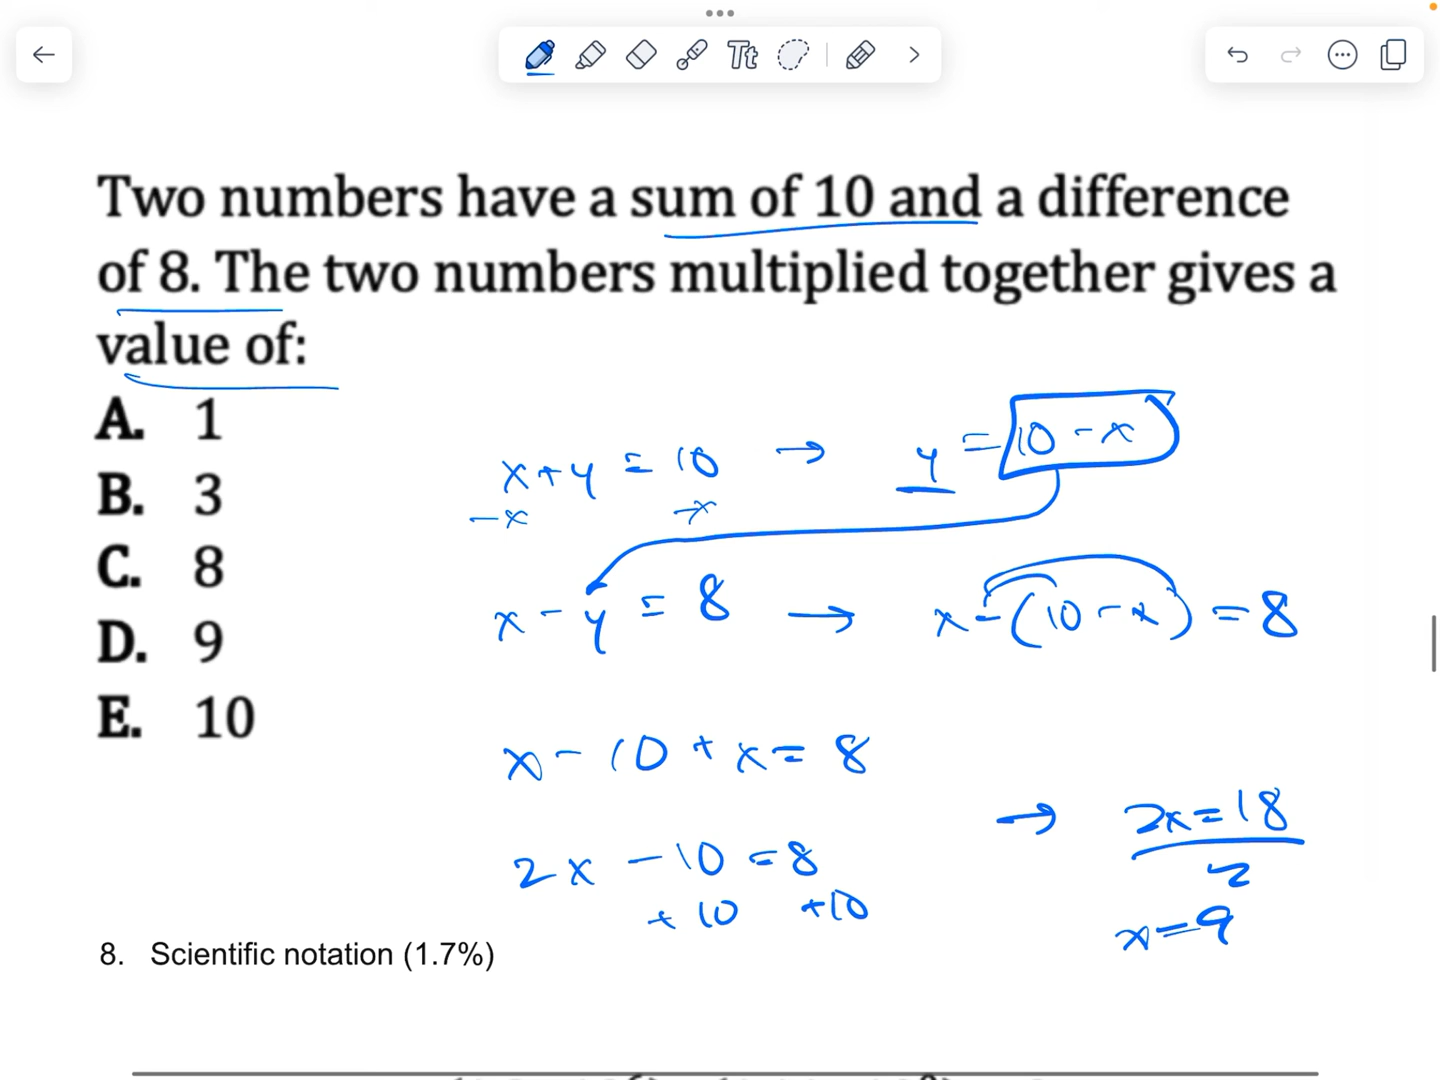 Tt
Two numbers have a sum of 10 and a difference
of 8. The two numbers multiplied together gives a
value of:
A. 1
B. 3
C. 8
D. 9
E. 10
x + y = 10 → y = 10 - x
-x -x
x - y = 8 → x - (10 - x) = 8
x - 10 + x = 8
2x - 10 = 8
+ 10 +10
→ 2x = 18
2
x = 9
8. Scientific notation (1.7%)